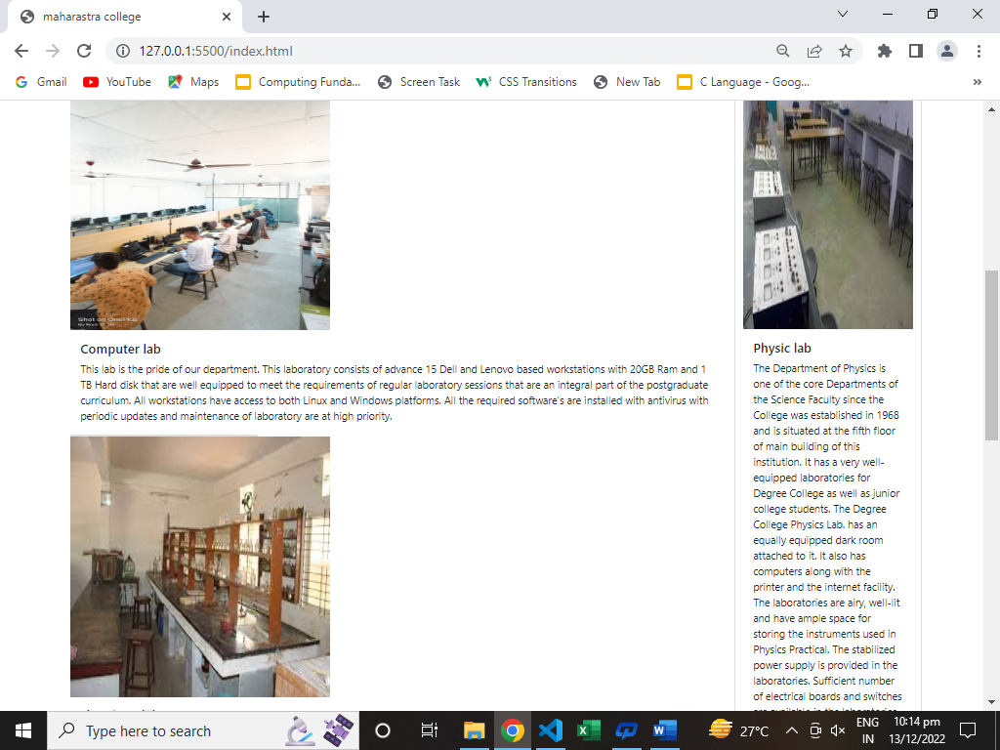 maharastra college
127.0.0.1:5500/index.html
Gmail
YouTube
Maps
Computing Funda...
Screen Task
CSS Transitions
New Tab
C Language - Goog...
»
Shot on OnePlus
Computer lab
This lab is the pride of our department. This laboratory consists of advance 15 Dell and Lenovo based workstations with 20GB Ram and 1
TB Hard disk that are well equipped to meet the requirements of regular laboratory sessions that are an integral part of the postgraduate
curriculum. All workstations have access to both Linux and Windows platforms. All the required software's are installed with antivirus with
periodic updates and maintenance of laboratory are at high priority.
Physic lab
The Department of Physics is
one of the core Departments of
the Science Faculty since the
College was established in 1968
and is situated at the fifth floor
of main building of this
institution. It has a very well-
equipped laboratories for
Degree College as well as junior
college students. The Degree
College Physics Lab. has an
equally equipped dark room
attached to it. It also has
computers along with the
printer and the internet facility.
The laboratories are airy, well-lit
and have ample space for
storing the instruments used in
Physics Practical. The stabilized
power supply is provided in the
laboratories. Sufficient number
of electrical boards and switches
Type here to search
27°C
ENG
IN
10:14 pm
13/12/2022